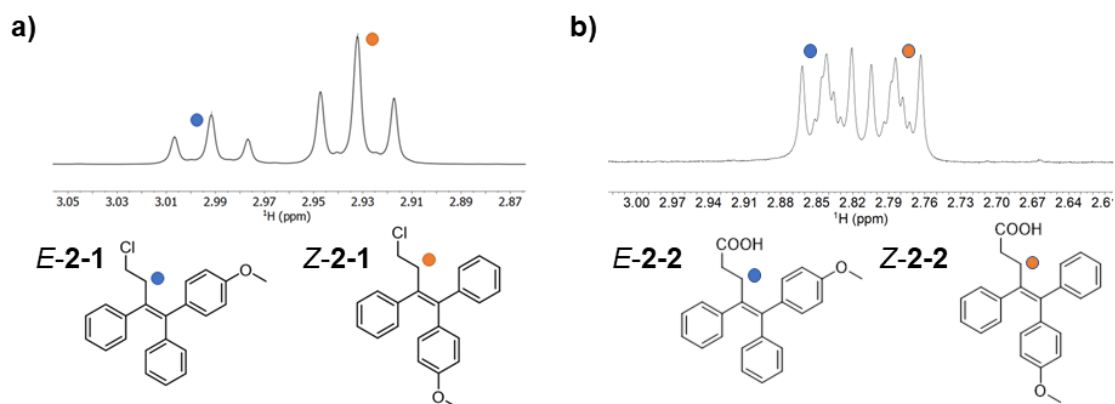 a)
b)
3.05 3.03 3.01 2.99 2.97 2.95 2.93 2.91 2.89 2.87
¹H (ppm)
3.00 2.97 2.94 2.91 2.88 2.85 2.82 2.79 2.76 2.73 2.70 2.67 2.64 2.61
¹H (ppm)
E-2-1
Cl
O
Z-2-1
Cl
O
E-2-2
COOH
O
Z-2-2
COOH
O